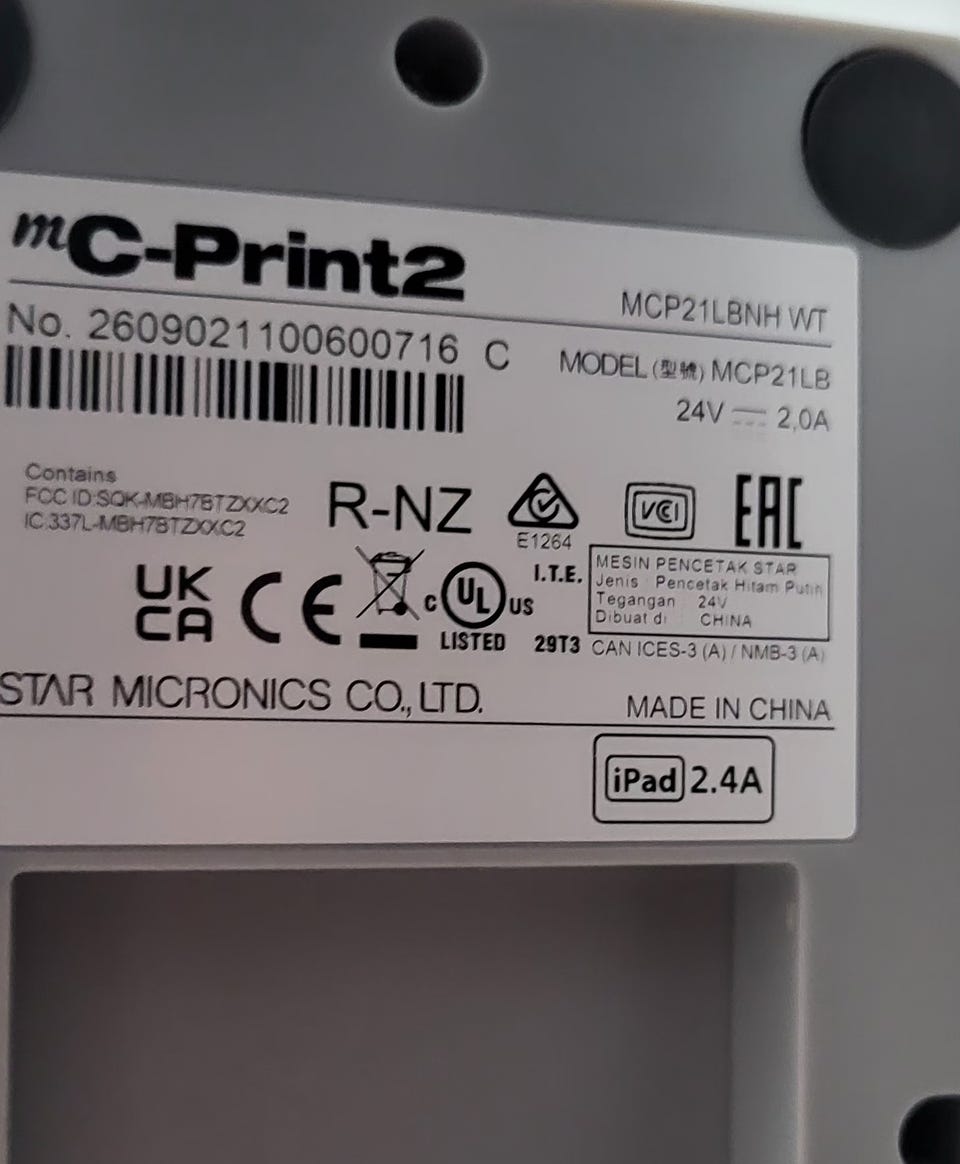 mC-Print2
MCP21LBNH WT
No. 2609021100600716 C
MODEL (型號) MCP21LB
24V 2.0A
Contains
FCC ID:SQK-MBH7BTZXXC2
IC:337L-MBH7BTZXXC2
R-NZ
E1264
VCI
EAC
UK
CA
CE
C UL US
LISTED
I.T.E.
29T3
MESIN PENCETAK STAR
Jenis : Pencetak Hitam Putih
Tegangan 24V
Dibuat di CHINA
CAN ICES-3 (A) / NMB-3 (A)
STAR MICRONICS CO., LTD.
MADE IN CHINA
iPad 2.4A